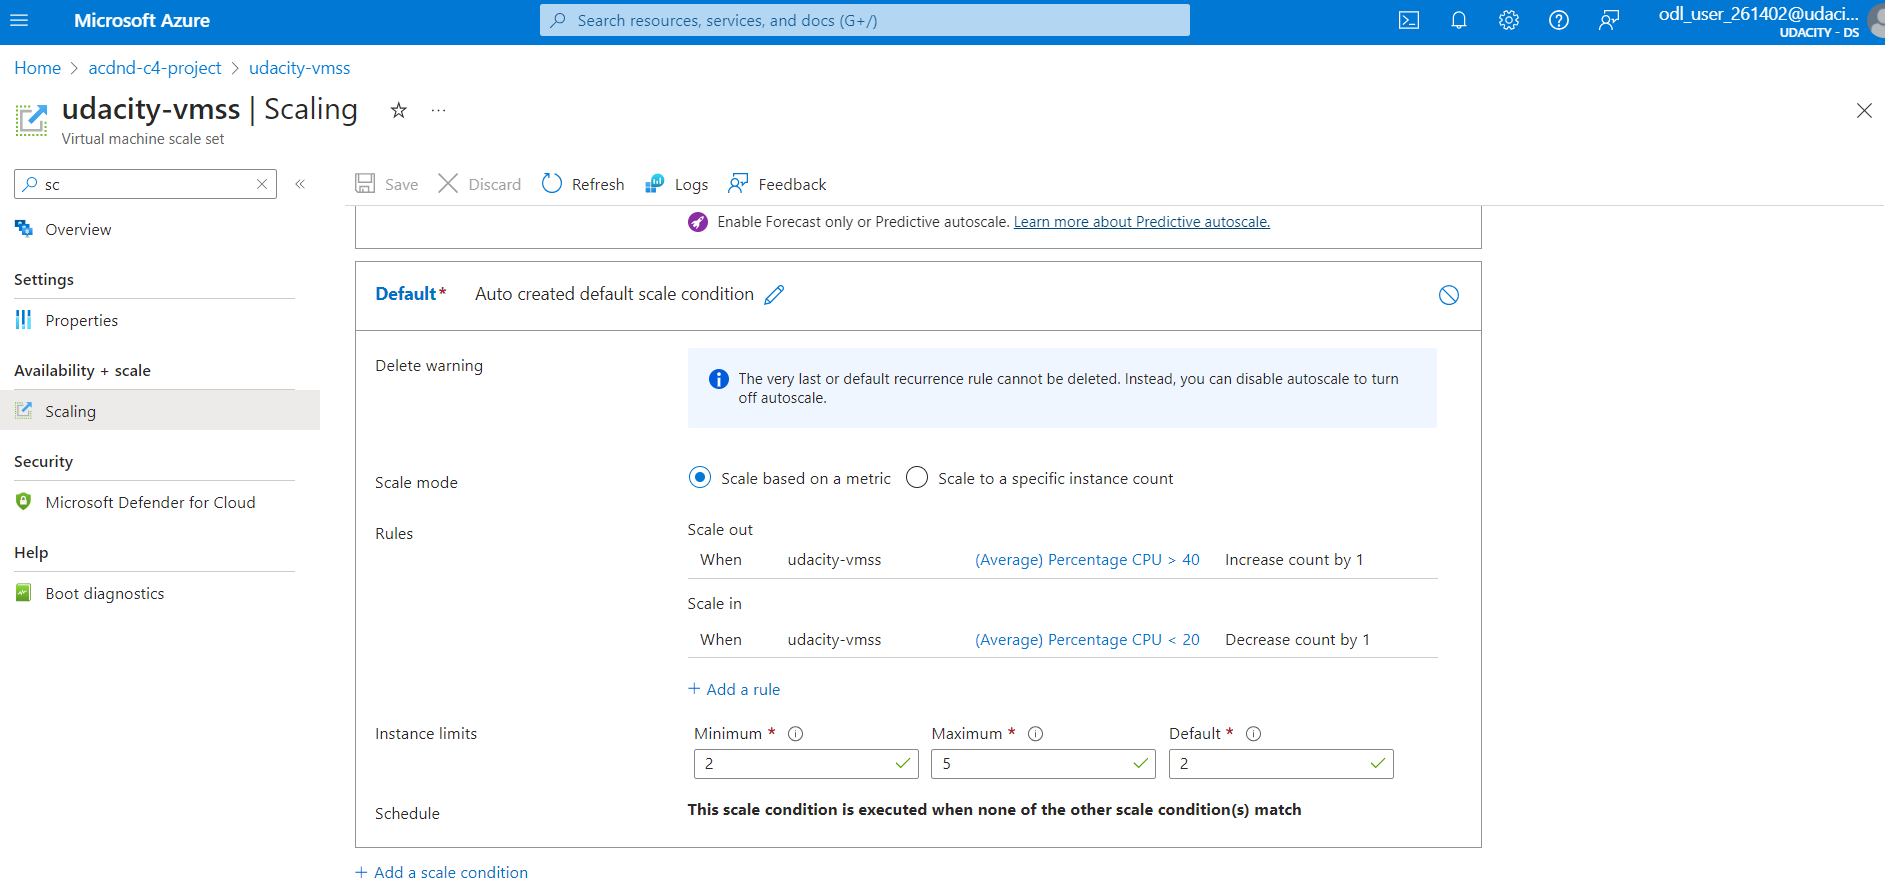 Microsoft Azure
Search resources, services, and docs (G+/)
odl_user_261402@udaci...
UDACITY - DS
Home > acdnd-c4-project > udacity-vmss
udacity-vmss | Scaling
...
Virtual machine scale set
sc
«
Save
Discard
Refresh
Logs
Feedback
Overview
Settings
Properties
Availability + scale
Scaling
Security
Microsoft Defender for Cloud
Help
Boot diagnostics
Enable Forecast only or Predictive autoscale. Learn more about Predictive autoscale.
Default* Auto created default scale condition
Delete warning
The very last or default recurrence rule cannot be deleted. Instead, you can disable autoscale to turn
off autoscale.
Scale mode
Scale based on a metric
Scale to a specific instance count
Rules
Scale out
When udacity-vmss (Average) Percentage CPU > 40 Increase count by 1
Scale in
When udacity-vmss (Average) Percentage CPU < 20 Decrease count by 1
+ Add a rule
Instance limits
Minimum * Maximum * Default *
2 5 2
Schedule
This scale condition is executed when none of the other scale condition(s) match
+ Add a scale condition